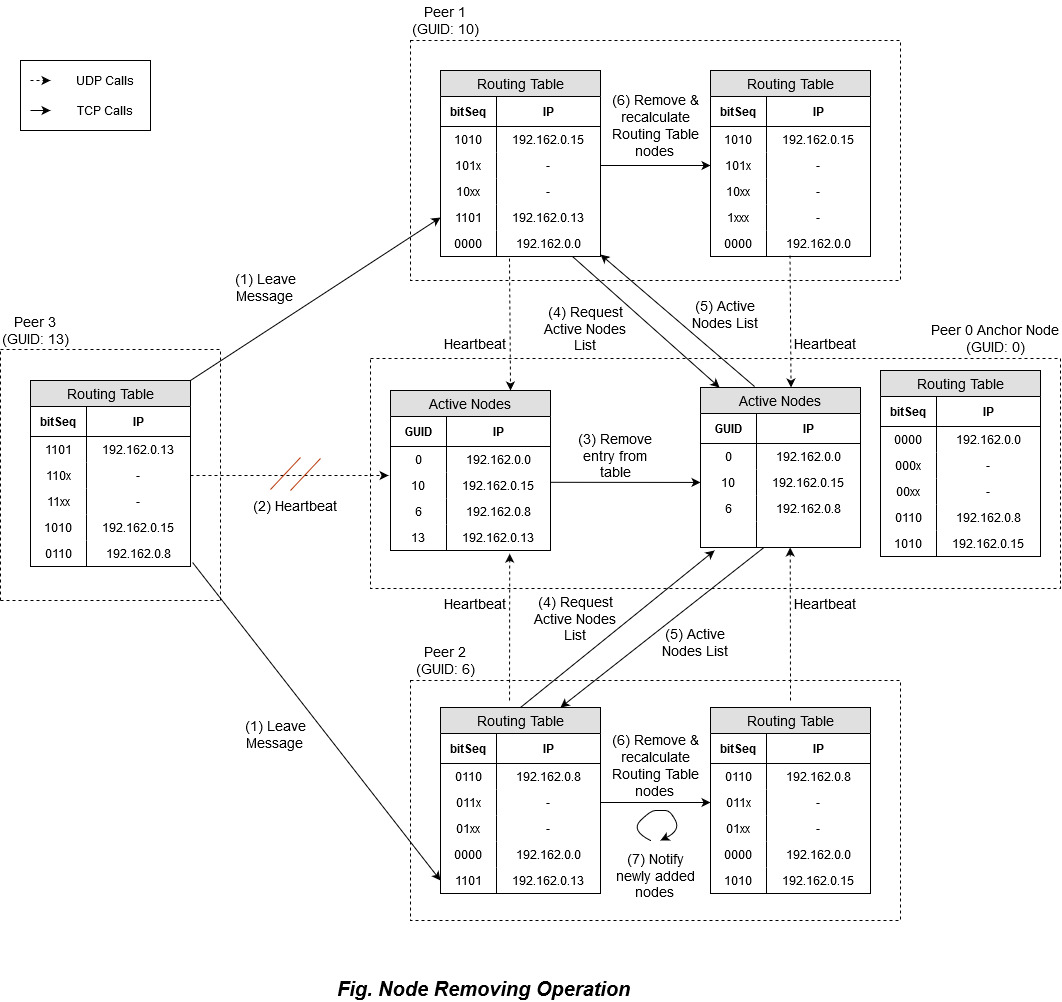 Peer 1
(GUID: 10)
UDP Calls
TCP Calls
Routing Table
bitSeq IP
1010 192.162.0.15
101x -
10xx -
1101 192.162.0.13
0000 192.162.0.0
(6) Remove &
recalculate
Routing Table
nodes
Routing Table
bitSeq IP
1010 192.162.0.15
101x -
10xx -
1xxx -
0000 192.162.0.0
(1) Leave
Message
(4) Request
Active Nodes
List
(5) Active
Nodes List
Heartbeat
Heartbeat
Peer 3
(GUID: 13)
Routing Table
bitSeq IP
1101 192.162.0.13
110x -
11xx -
1010 192.162.0.15
0110 192.162.0.8
(2) Heartbeat
Peer 0 Anchor Node
(GUID: 0)
Active Nodes
GUID IP
0 192.162.0.0
10 192.162.0.15
6 192.162.0.8
13 192.162.0.13
(3) Remove
entry from
table
Active Nodes
GUID IP
0 192.162.0.0
10 192.162.0.15
6 192.162.0.8
Routing Table
bitSeq IP
0000 192.162.0.0
000x -
00xx -
0110 192.162.0.8
1010 192.162.0.15
Heartbeat
(4) Request
Active Nodes
List
(5) Active
Nodes List
Heartbeat
(1) Leave
Message
Peer 2
(GUID: 6)
Routing Table
bitSeq IP
0110 192.162.0.8
011x -
01xx -
0000 192.162.0.0
1101 192.162.0.13
(6) Remove &
recalculate
Routing Table
nodes
(7) Notify
newly added
nodes
Routing Table
bitSeq IP
0110 192.162.0.8
011x -
01xx -
0000 192.162.0.0
1010 192.162.0.15
Fig. Node Removing Operation